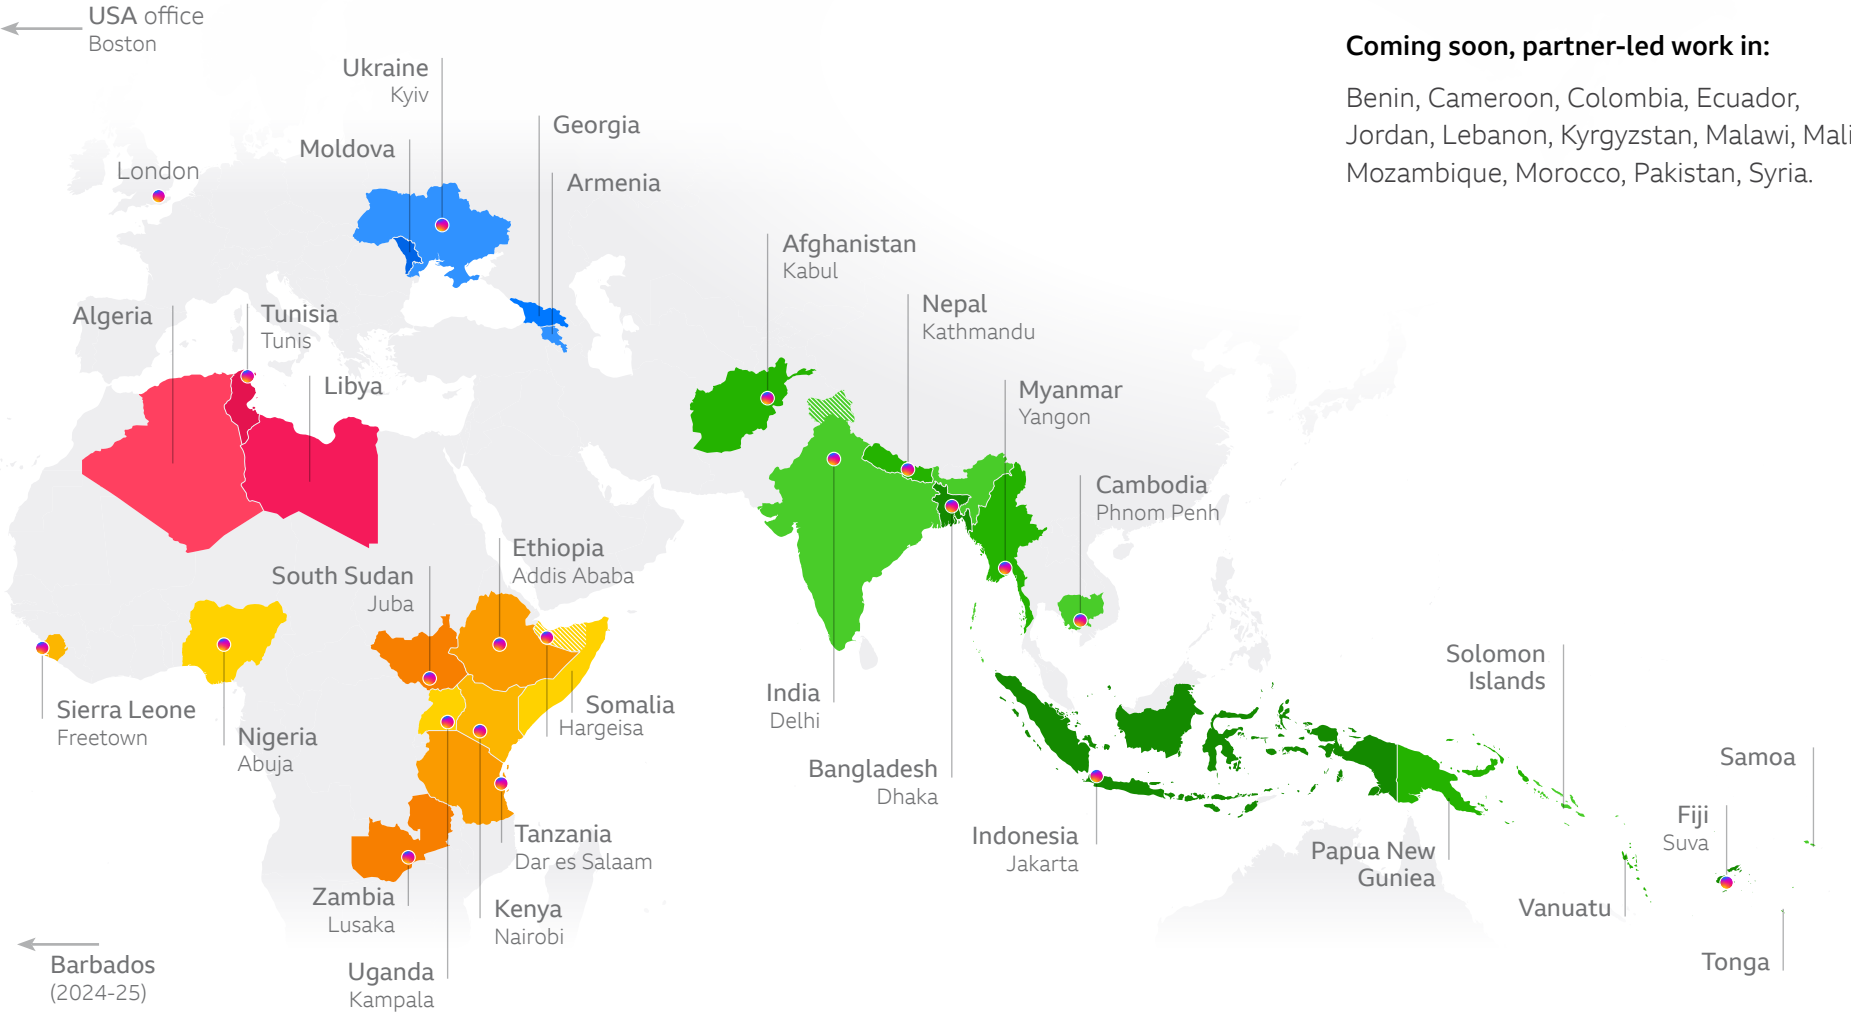 USA office
Boston
Coming soon, partner-led work in:
Benin, Cameroon, Colombia, Ecuador,
Jordan, Lebanon, Kyrgyzstan, Malawi, Mali
Mozambique, Morocco, Pakistan, Syria.
Ukraine
Kyiv
Georgia
Moldova
London
Armenia
Afghanistan
Kabul
Nepal
Kathmandu
Algeria
Tunisia
Tunis
Libya
Myanmar
Yangon
Cambodia
Phnom Penh
Ethiopia
Addis Ababa
South Sudan
Juba
Solomon
Islands
India
Delhi
Somalia
Hargeisa
Sierra Leone
Freetown
Nigeria
Abuja
Samoa
Bangladesh
Dhaka
Fiji
Suva
Indonesia
Jakarta
Tanzania
Dar es Salaam
Papua New
Guniea
Zambia
Lusaka
Kenya
Nairobi
Vanuatu
Barbados
(2024-25)
Uganda
Kampala
Tonga